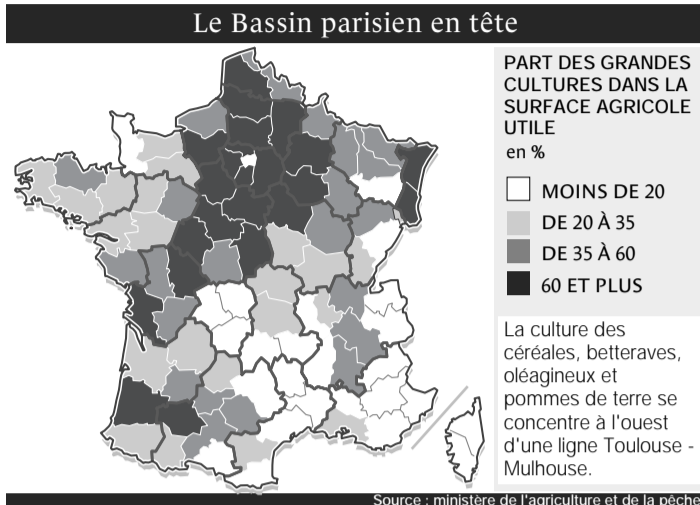 Le Bassin parisien en tête
PART DES GRANDES
CULTURES DANS LA
SURFACE AGRICOLE
UTILE
en %
MOINS DE 20
DE 20 À 35
DE 35 À 60
60 ET PLUS
La culture des
céréales, betteraves,
oléagineux et
pommes de terre se
concentre à l'ouest
d'une ligne Toulouse -
Mulhouse.
Source : ministère de l'agriculture et de la pêche